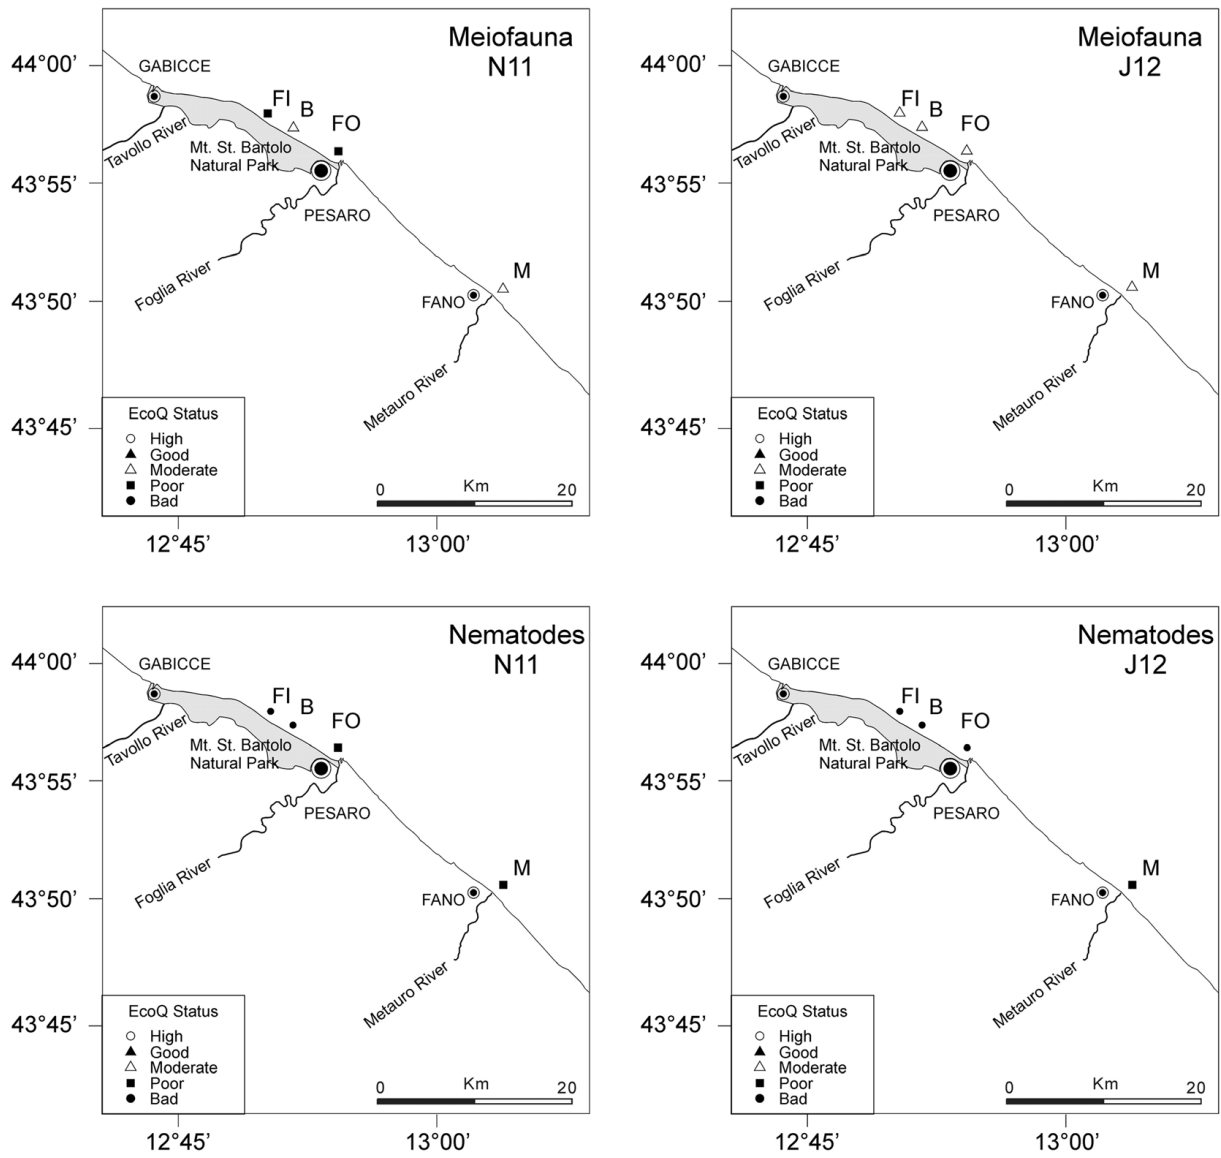 Meiofauna
N11
44°00’
GABICCE
FI
B
FO
Tavollo River
Mt. St. Bartolo
Natural Park
43°55’
PESARO
Foglia River
M
43°50’
FANO
Metauro River
EcoQ Status
High
Good
Moderate
Poor
Bad
43°45’
0 Km 20
12°45’ 13°00’
Meiofauna
J12
44°00’
GABICCE
FI
B
FO
Tavollo River
Mt. St. Bartolo
Natural Park
43°55’
PESARO
Foglia River
M
43°50’
FANO
Metauro River
EcoQ Status
High
Good
Moderate
Poor
Bad
43°45’
0 Km 20
12°45’ 13°00’
Nematodes
N11
44°00’
GABICCE
FI
B
FO
Tavollo River
Mt. St. Bartolo
Natural Park
43°55’
PESARO
Foglia River
M
43°50’
FANO
Metauro River
EcoQ Status
High
Good
Moderate
Poor
Bad
43°45’
0 Km 20
12°45’ 13°00’
Nematodes
J12
44°00’
GABICCE
FI
B
FO
Tavollo River
Mt. St. Bartolo
Natural Park
43°55’
PESARO
Foglia River
M
43°50’
FANO
Metauro River
EcoQ Status
High
Good
Moderate
Poor
Bad
43°45’
0 Km 20
12°45’ 13°00’